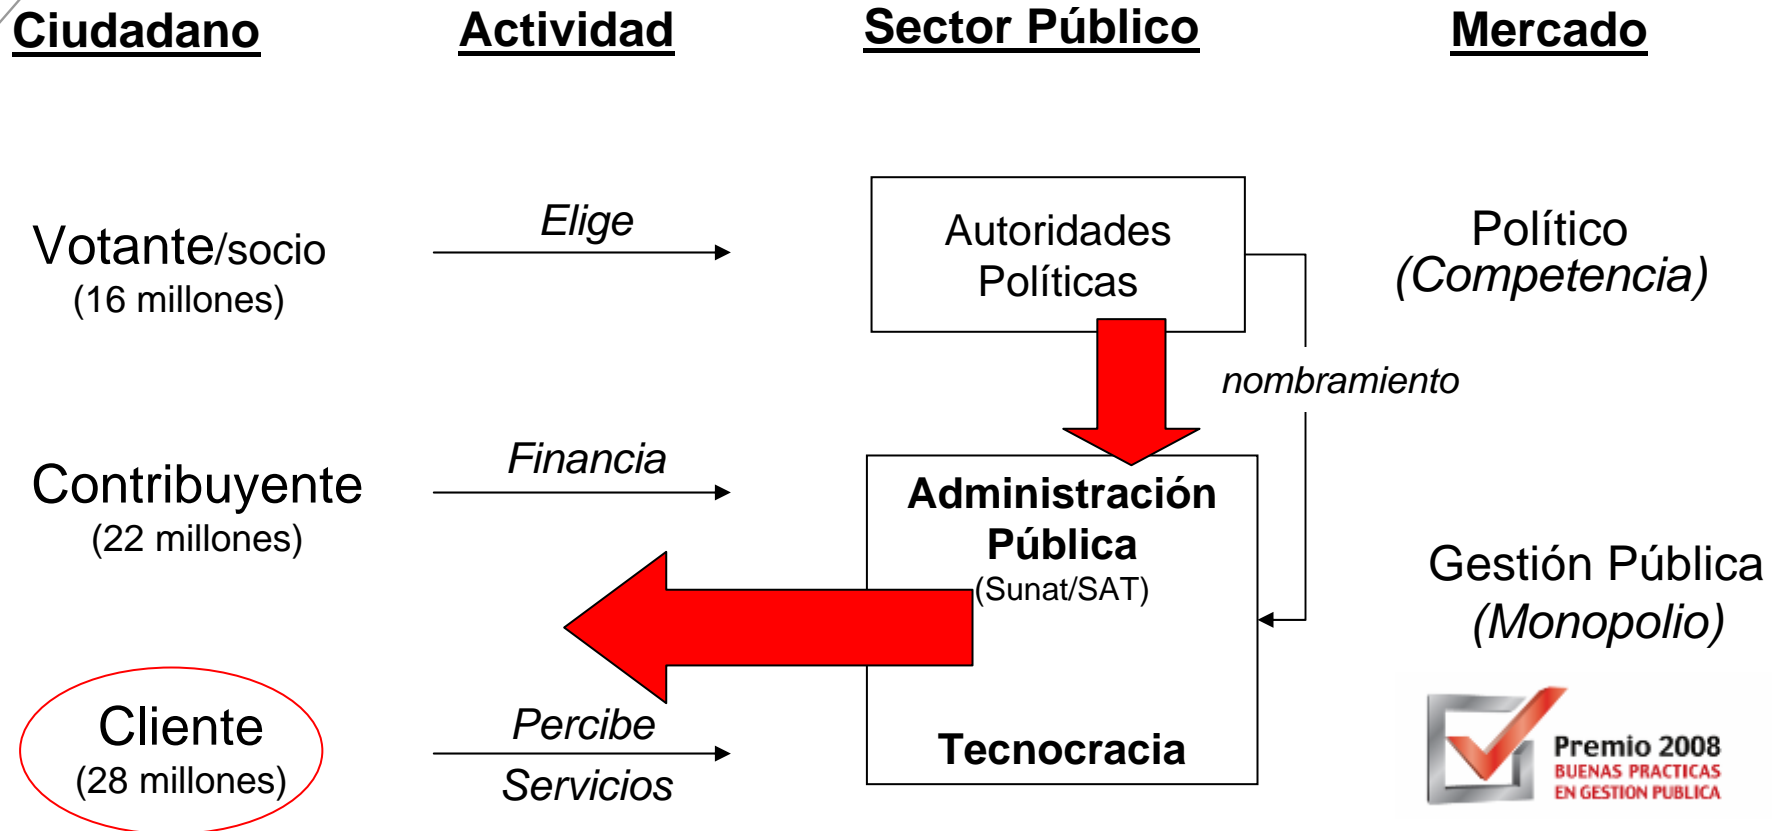 Ciudadano
Actividad
Sector Público
Mercado
Votante/socio
(16 millones)
Elige
Autoridades
Políticas
Político
(Competencia)
nombramiento
Contribuyente
(22 millones)
Financia
Administración
Pública
(Sunat/SAT)
Tecnocracia
Gestión Pública
(Monopolio)
Cliente
(28 millones)
Percibe
Servicios
Premio 2008
BUENAS PRACTICAS
EN GESTION PUBLICA